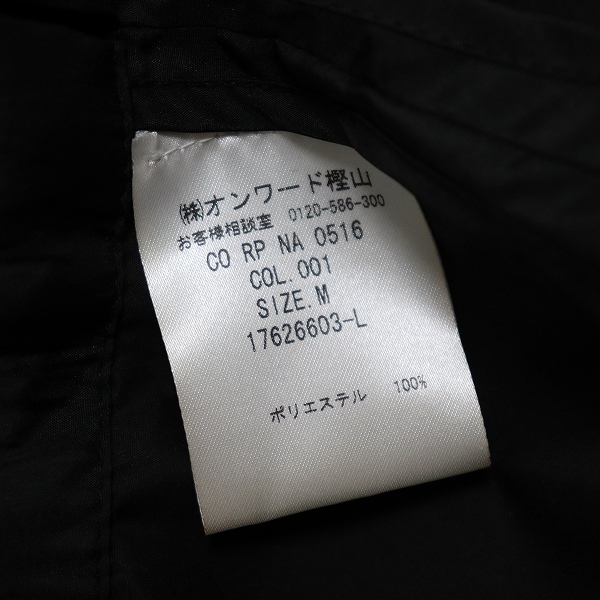 ㈱オンワード樫山
お客様相談室 0120-586-300
CO RP NA 0516
COL.001
SIZE.M
17626603-L
ポリエステル 100%